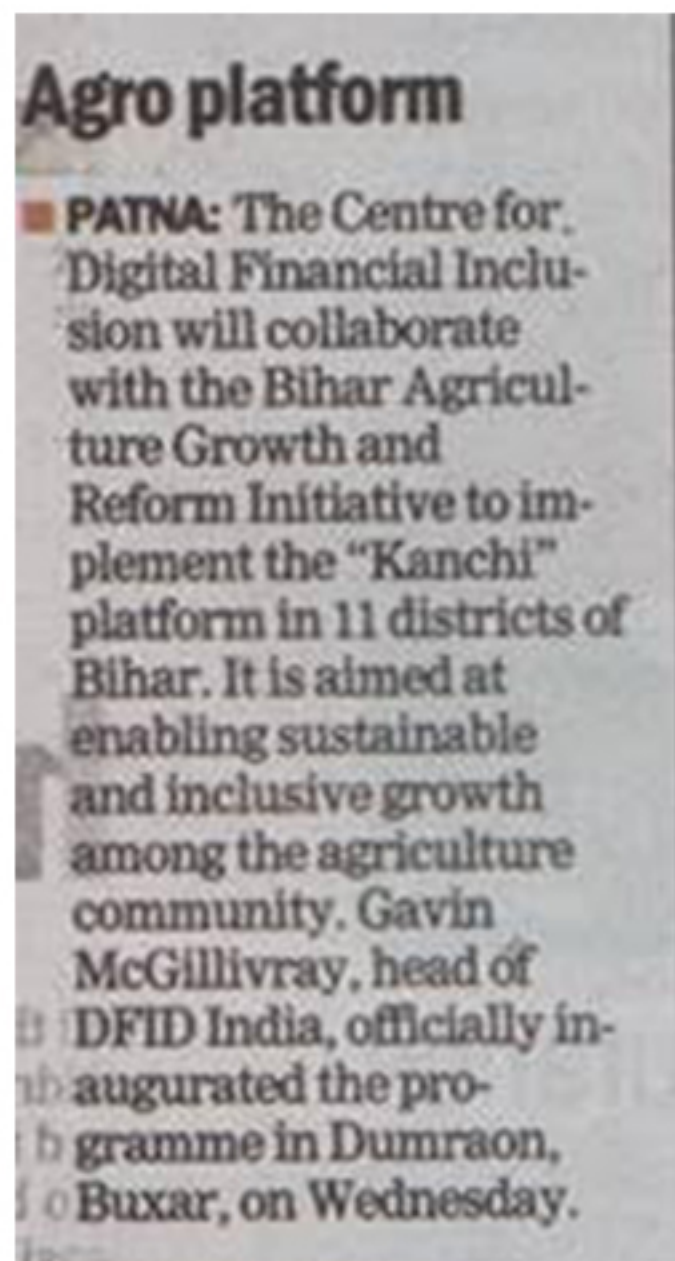 Agro platform
PATNA: The Centre for
Digital Financial Inclu-
sion will collaborate
with the Bihar Agricul-
ture Growth and
Reform Initiative to im-
plement the “Kanchi”
platform in 11 districts of
Bihar. It is aimed at
enabling sustainable
and inclusive growth
among the agriculture
community. Gavin
McGillivray, head of
DFID India, officially in-
augurated the pro-
gramme in Dumraon,
Buxar, on Wednesday.